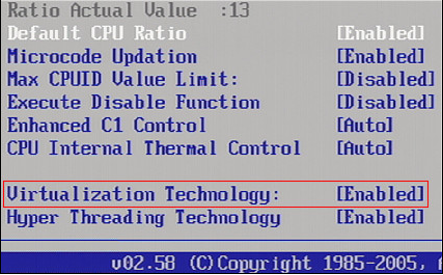 Ratio Actual Value :13
Default CPU Ratio [Enabled]
Microcode Updation [Enabled]
Max CPUID Value Limit: [Disabled]
Execute Disable Function [Disabled]
Enhanced C1 Control [Auto]
CPU Internal Thermal Control [Auto]
Virtualization Technology: [Enabled]
Hyper Threading Technology [Enabled]
v02.58 (C)Copyright 1985-2005,